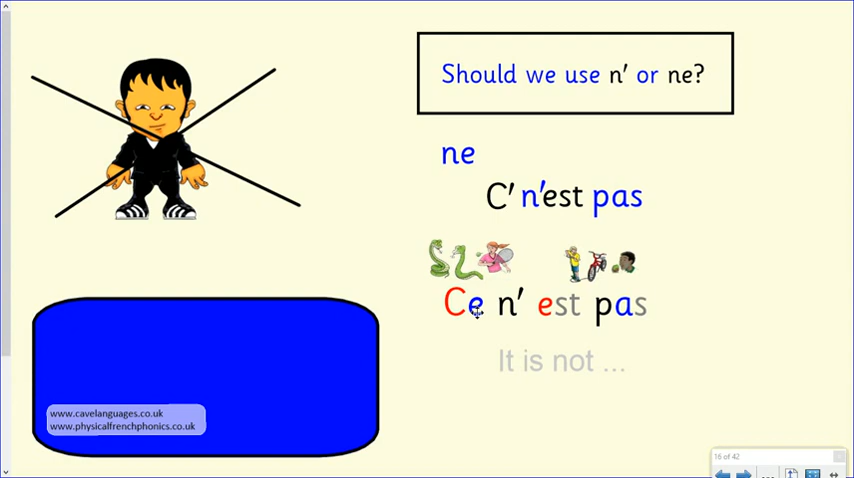 Should we use n' or ne?
ne
C' n'est pas
Ce n' est pas
It is not ...
www.cavelanguages.co.uk
www.physicalfrenchphonics.co.uk
16 of 42